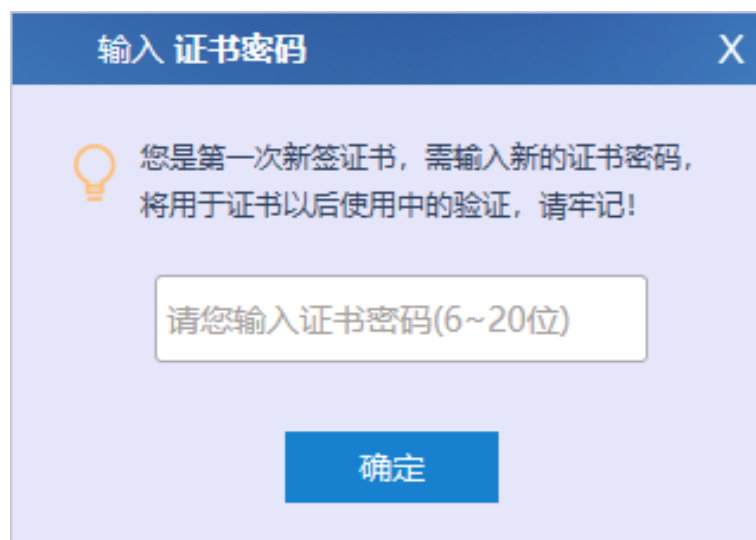 输入 证书密码 X
您是第一次新签证书，需输入新的证书密码，
将用于证书以后使用中的验证，请牢记！
请您输入证书密码(6~20位)
确定